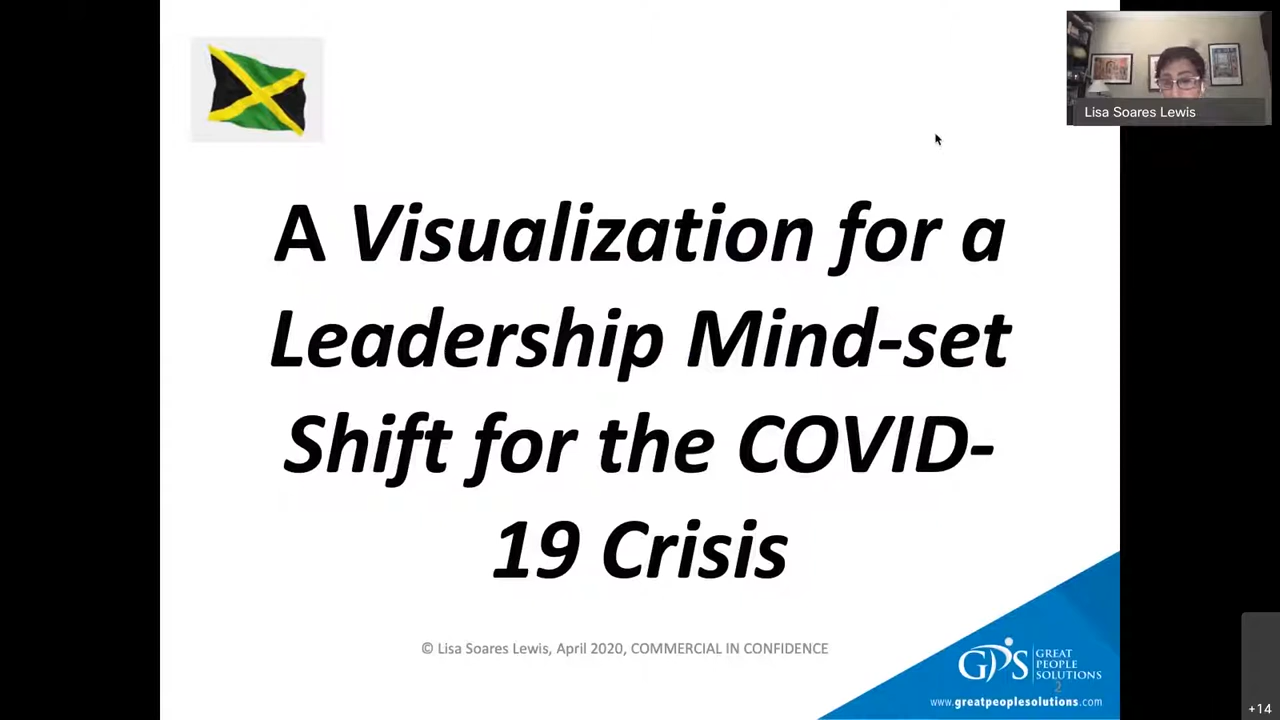 Lisa Soares Lewis
A Visualization for a
Leadership Mind-set
Shift for the COVID-
19 Crisis
© Lisa Soares Lewis, April 2020, COMMERCIAL IN CONFIDENCE
GPS
GREAT
PEOPLE
SOLUTIONS
2
www.greatpeoplesolutions.com
+14